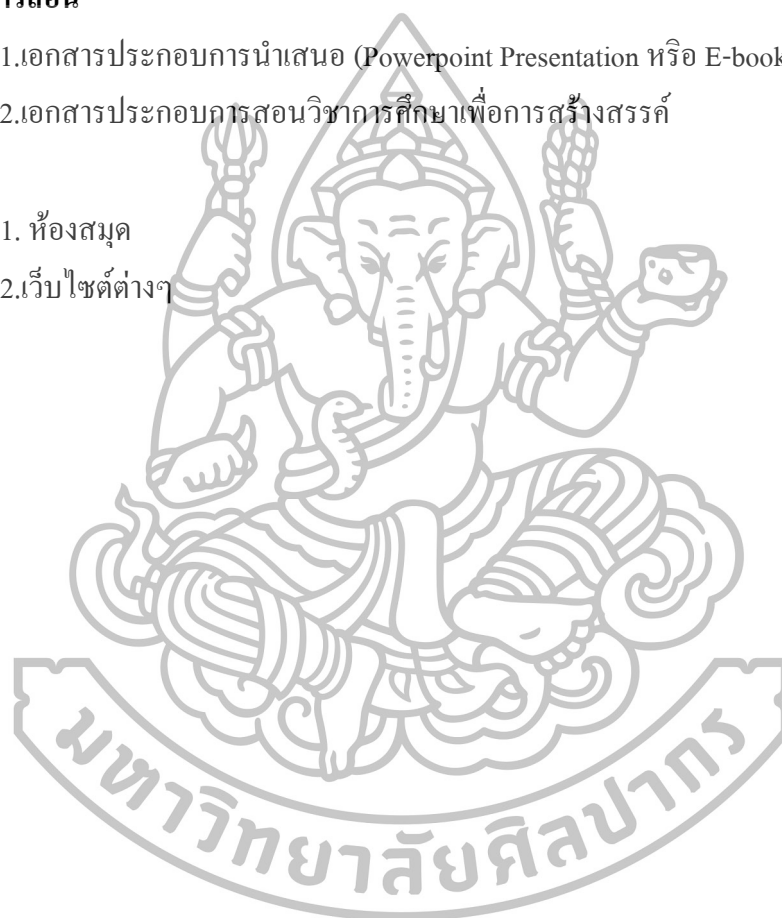 1.เอกสารประกอบการนำเสนอ (Powerpoint Presentation หรือ E-book
2.เอกสารประกอบการสอนวิชาการศึกษาเพื่อการสร้างสรรค์
1. ห้องสมุด
2.เว็บไซต์ต่างๆ
มหาวิทยาลัยศิลปากร